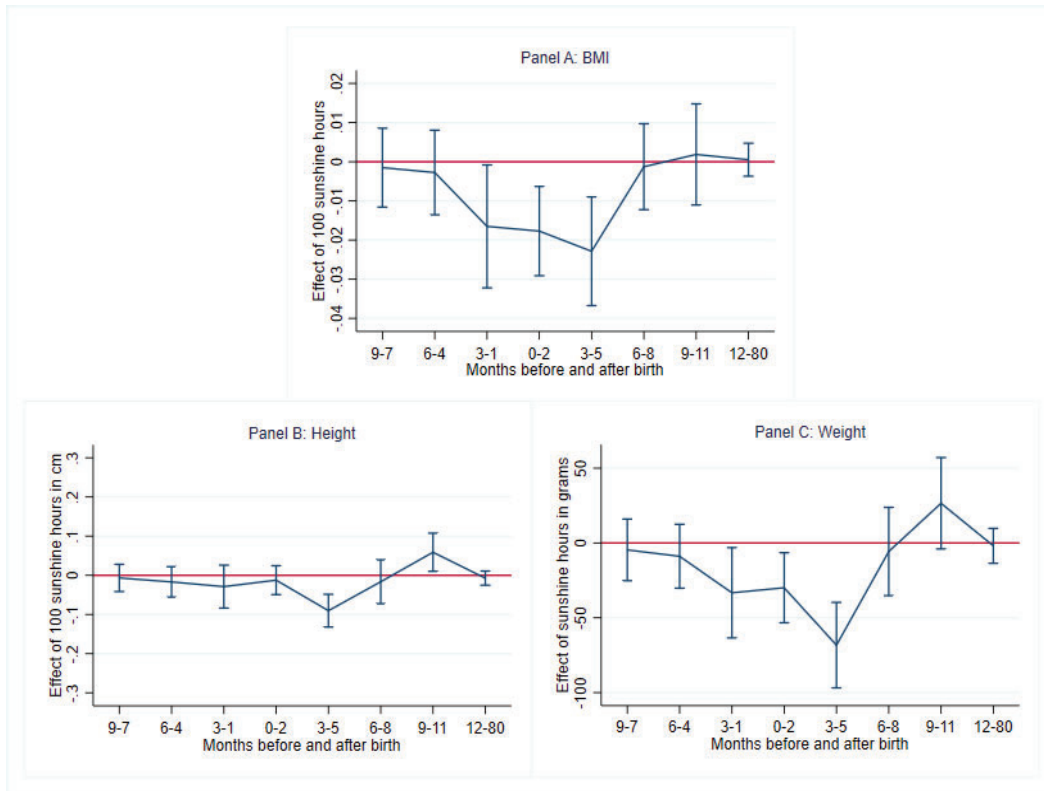 Panel A: BMI
Effect of 100 sunshine hours
.02
.01
0
-.01
-.02
-.03
-.04
9-7 6-4 3-1 0-2 3-5 6-8 9-11 12-80
Months before and after birth
Panel B: Height
Effect of 100 sunshine hours in cm
.3
.2
.1
0
-.1
-.2
-.3
9-7 6-4 3-1 0-2 3-5 6-8 9-11 12-80
Months before and after birth
Panel C: Weight
Effect of sunshine hours in grams
50
0
-50
-100
9-7 6-4 3-1 0-2 3-5 6-8 9-11 12-80
Months before and after birth